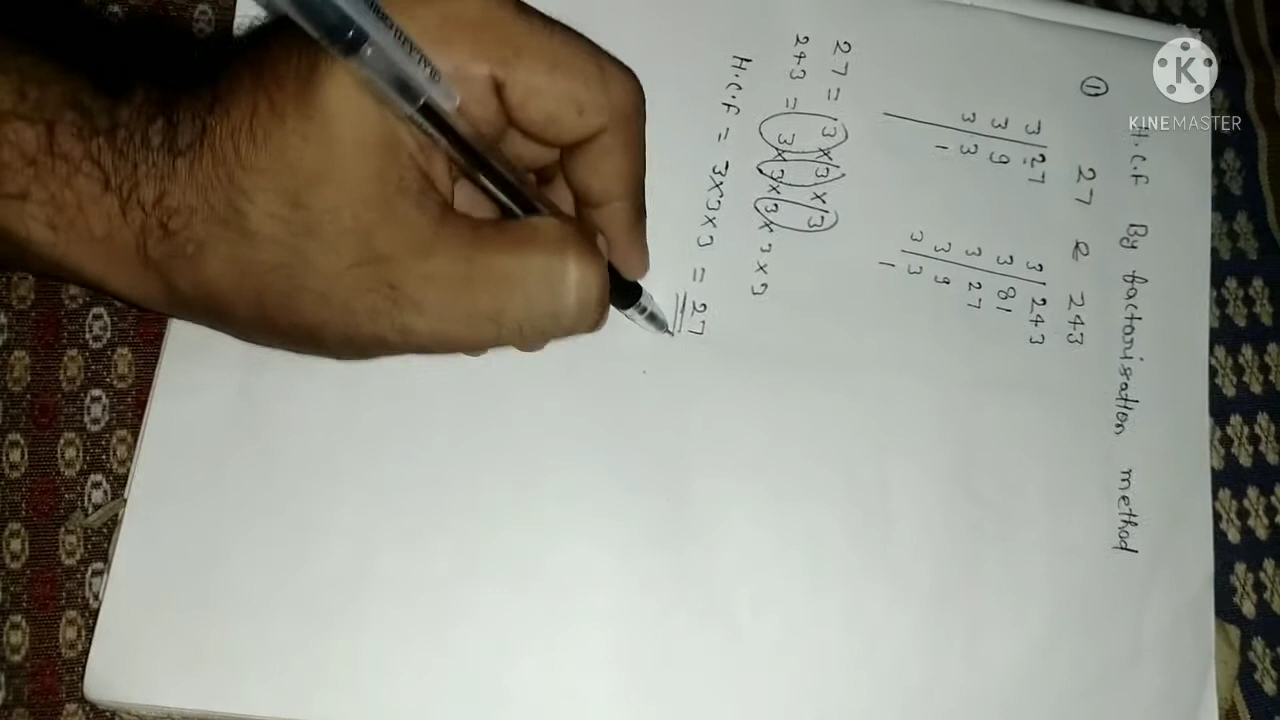 H.C.F By factorisation method
① 27 & 243
3 27 3 243
3 9 3 81
3 3 3 27
1 3 9
3 3
1
27 = 3×3×3
243 = 3×3×3×3×3
H.C.F = 3×3×3 = 27
KINEMASTER